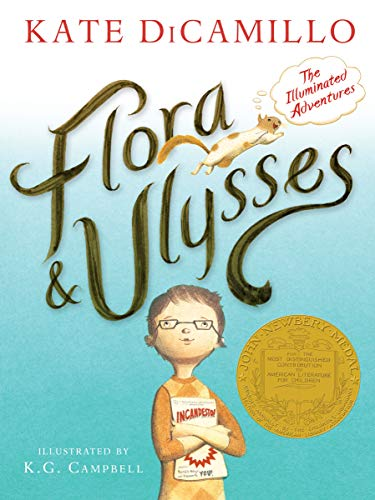 KATE DiCAMILLO
The
Illuminated
Adventures
Flora
& Ulysses
JOHN NEWBERY MEDAL
FOR THE
MOST DISTINGUISHED
CONTRIBUTION
TO
AMERICAN LITERATURE
FOR CHILDREN
INCANDESTO!
YOU!
ILLUSTRATED BY
K.G. CAMPBELL